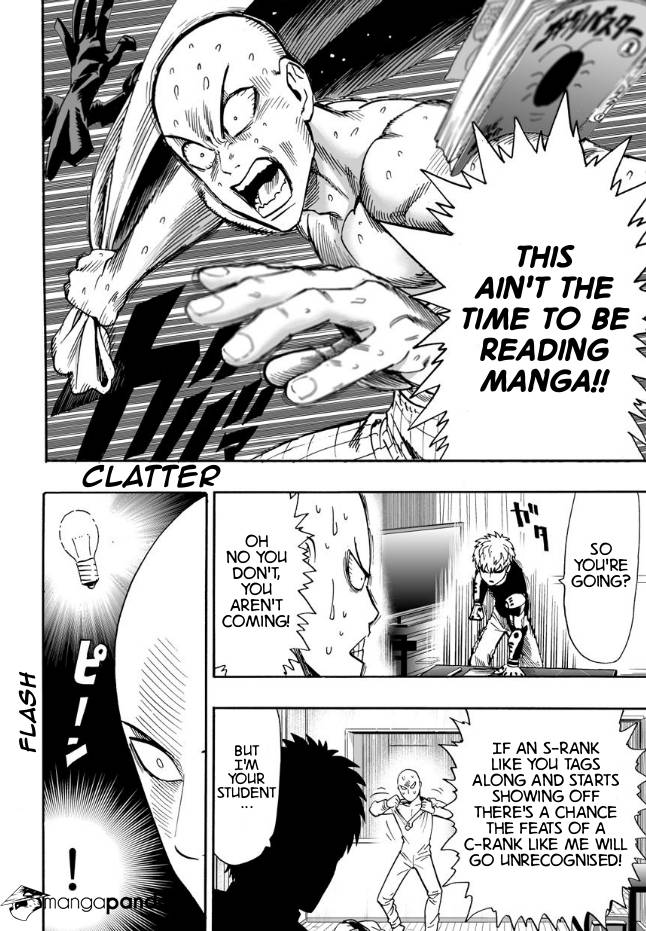 THIS
AIN'T THE
TIME TO BE
READING
MANGA!!
CLATTER
ガタ
SO
YOU'RE
GOING?
OH
NO YOU
DON'T,
YOU
AREN'T
COMING!
IF AN S-RANK
LIKE YOU TAGS
ALONG AND STARTS
SHOWING OFF
THERE'S A CHANCE
THE FEATS OF A
C-RANK LIKE ME WILL
GO UNRECOGNISED!
BUT
I'M
YOUR
STUDENT
...
ピーン
FLASH
!
mangapanda